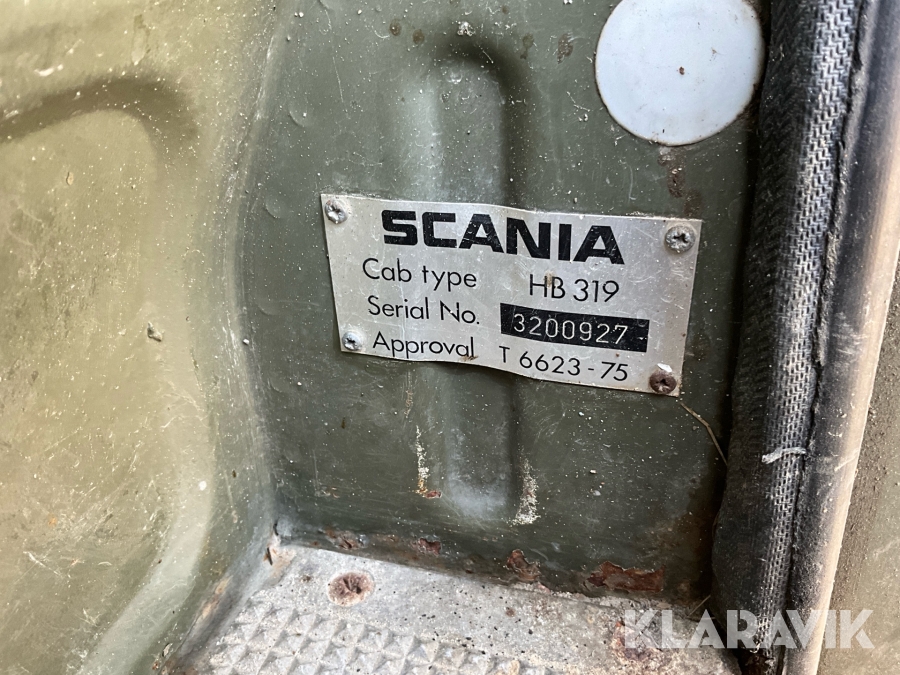 SCANIA
Cab type HB 319
Serial No. 3200927
Approval T 6623-75
KLARAVIK